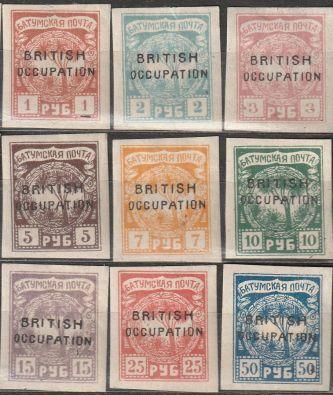 БАТУМСКАЯ ПОЧТА
BRITISH
OCCUPATION
1 РУБ 1
БАТУМСКАЯ ПОЧТА
BRITISH
OCCUPATION
2 РУБ 2
БАТУМСКАЯ ПОЧТА
BRITISH
OCCUPATION
3 РУБ 3
БАТУМСКАЯ ПОЧТА
BRITISH
OCCUPATION
5 РУБ 5
БАТУМСКАЯ ПОЧТА
BRITISH
OCCUPATION
7 РУБ 7
БАТУМСКАЯ ПОЧТА
BRITISH
OCCUPATION
10 РУБ 10
БАТУМСКАЯ ПОЧТА
BRITISH
OCCUPATION
15 РУБ 15
БАТУМСКАЯ ПОЧТА
BRITISH
OCCUPATION
25 РУБ 25
БАТУМСКАЯ ПОЧТА
BRITISH
OCCUPATION
50 РУБ 50